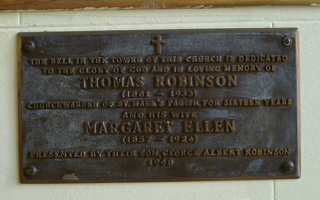 THE BELL IN THE TOWER OF THIS CHURCH IS DEDICATED
TO THE GLORY OF GOD AND IN LOVING MEMORY OF
THOMAS ROBINSON
CHURCHWARDEN OF ST. MARK'S PARISH, FOR SIXTEEN YEARS
AND HIS WIFE
MARGARET ELLEN
(1857 – 1924)
PRESENTED BY THEIR SON GEORGE ALBERT ROBINSON